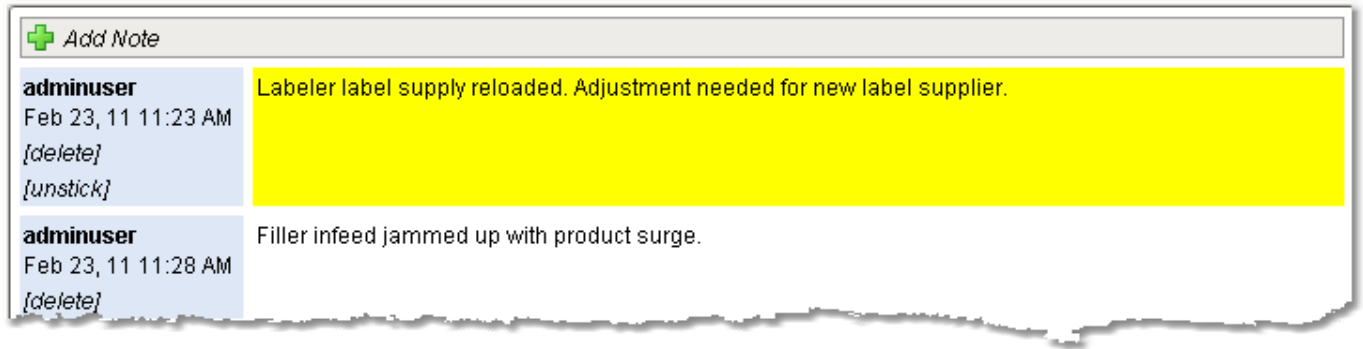 Add Note
adminuser
Labeler label supply reloaded. Adjustment needed for new label supplier.
Feb 23, 11 11:23 AM
[delete]
[unstick]
adminuser
Filler infeed jammed up with product surge.
Feb 23, 11 11:28 AM
[delete]